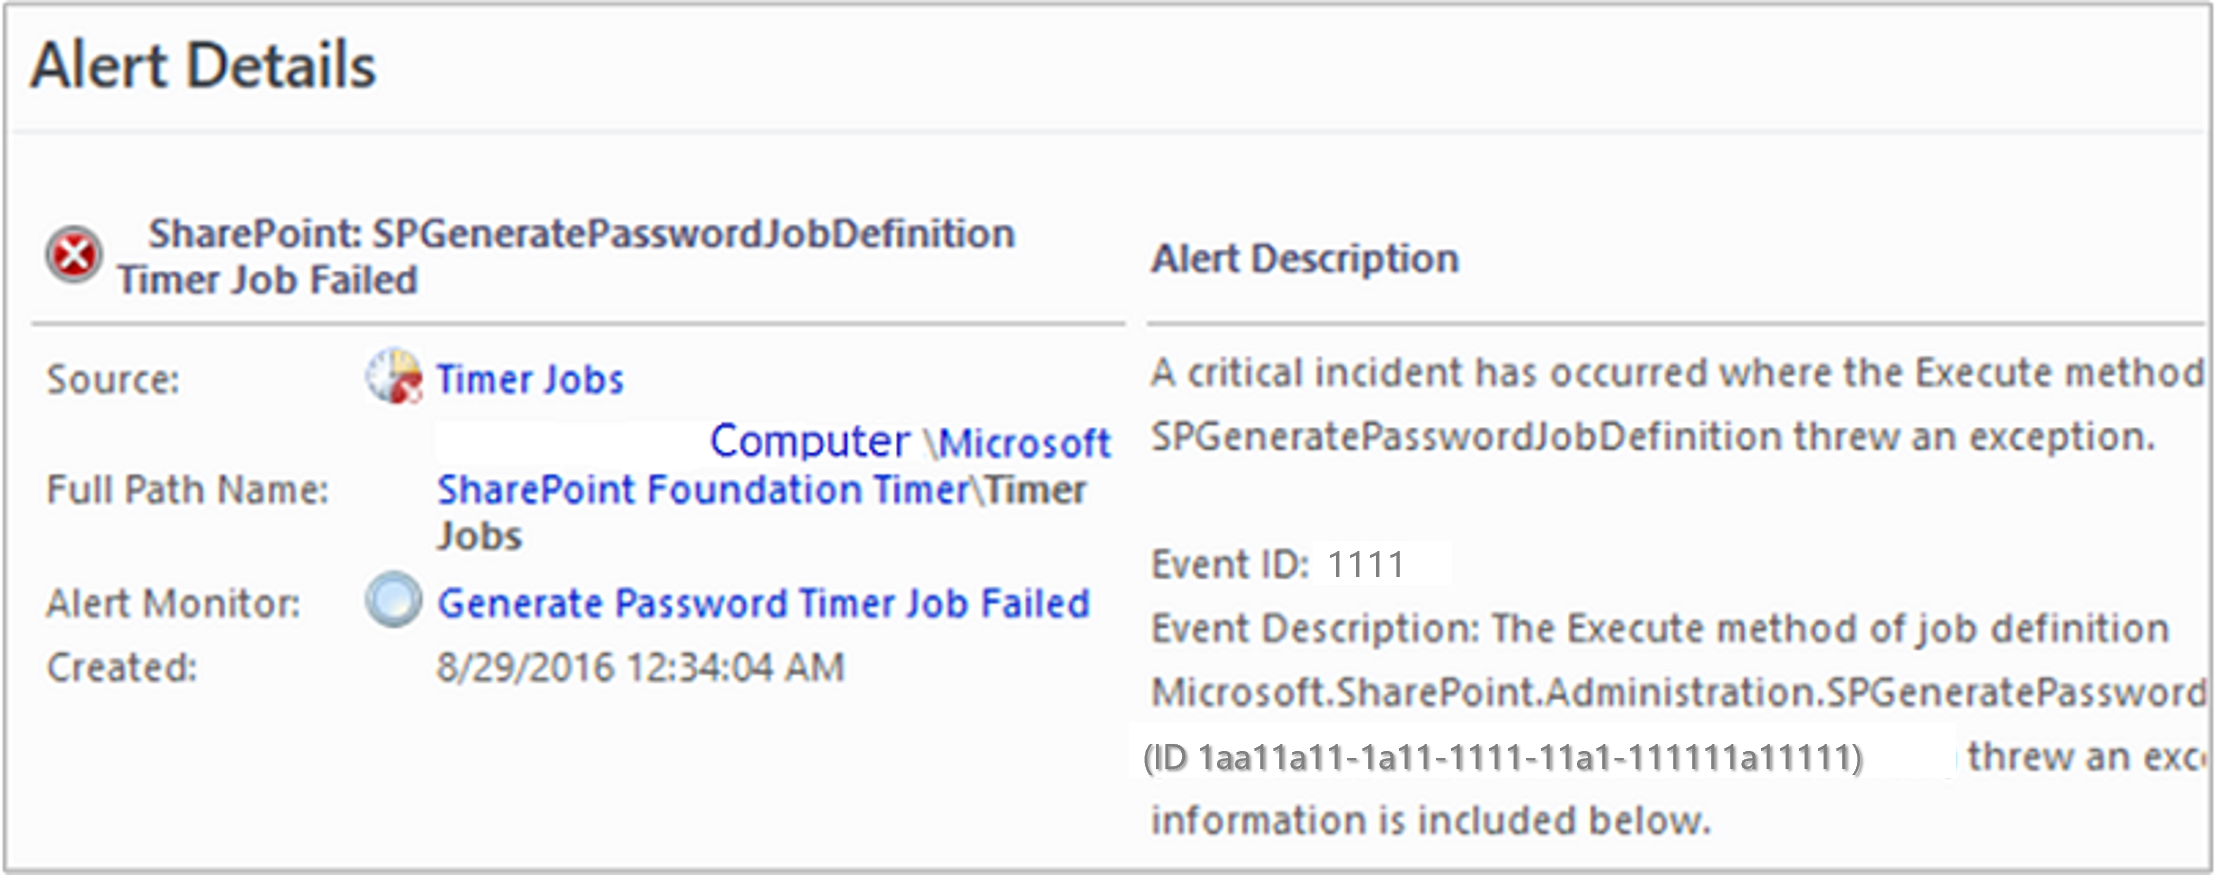 Alert Details
SharePoint: SPGeneratePasswordJobDefinition
Timer Job Failed
Source: Timer Jobs
Full Path Name: Computer \Microsoft
SharePoint Foundation Timer\Timer
Jobs
Alert Monitor: Generate Password Timer Job Failed
Created: 8/29/2016 12:34:04 AM
Alert Description
A critical incident has occurred where the Execute method
SPGeneratePasswordJobDefinition threw an exception.
Event ID: 1111
Event Description: The Execute method of job definition
Microsoft.SharePoint.Administration.SPGeneratePassword
(ID 1aa11a11-1a11-1111-11a1-111111a11111) threw an exc
information is included below.